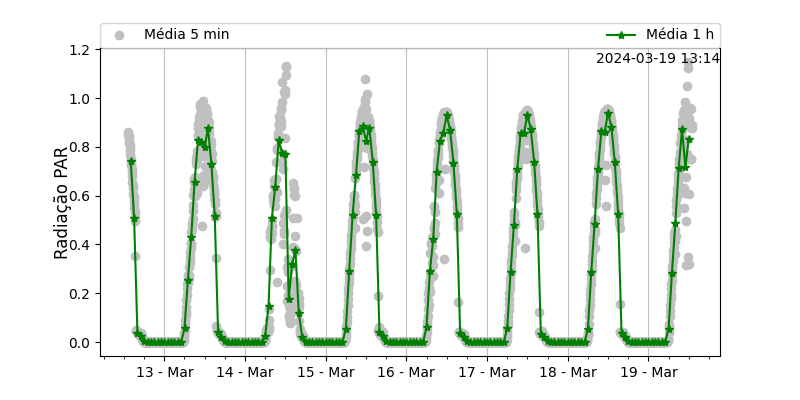 Média 5 min
Média 1 h
2024-03-19 13:14
Radiação PAR
1.2
1.0
0.8
0.6
0.4
0.2
0.0
13 - Mar
14 - Mar
15 - Mar
16 - Mar
17 - Mar
18 - Mar
19 - Mar